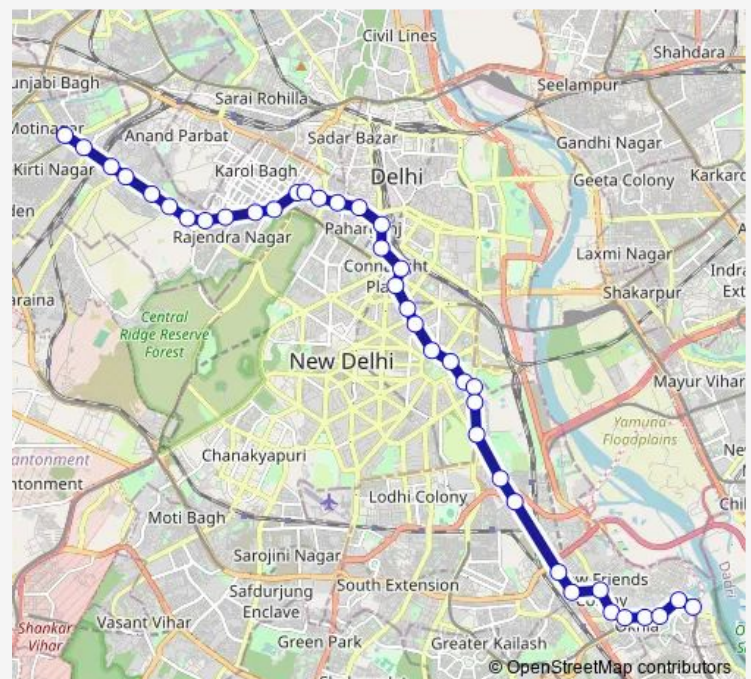 Civil Lines
Shahdara
unjabi Bagh
Seelampur
Sarai Rohilla
Motinagar
Anand Parbat
Sadar Bazar
Gandhi Nagar
Kirti Nagar
Karol Bagh
Delhi
Geeta Colony
Karkard
den
Rajendra Nagar
Laxmi Nagar
Indra
Ext
Shakarpur
araina
Central
Ridge Reserve
Forest
New Delhi
Mayur Vihar
Yamuna
Floodplains
Chanakyapuri
antonment
ntonment
Lodhi Colony
Moti Bagh
Sarojini Nagar
South Extension
Dadri
Safdurjung
Enclave
Vasant Vihar
Shankar
Vihar
Green Park
Greater Kailash
© OpenStreetMap contributors